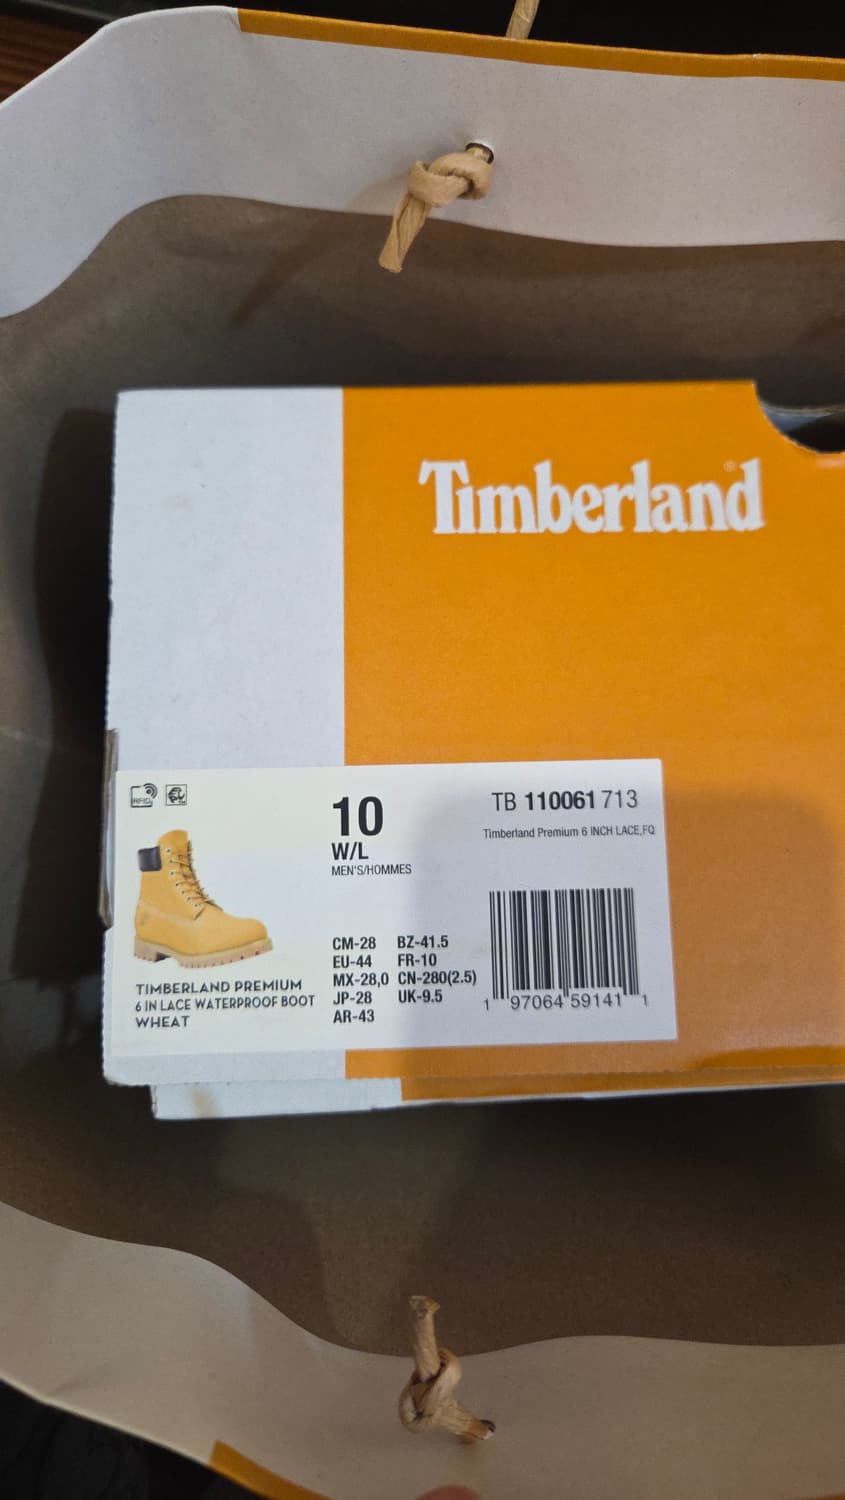 Timberland®
RFID
10
W/L
MEN'S/HOMMES
TB 110061 713
Timberland Premium 6 INCH LACE,FQ
CM-28 BZ-41.5
EU-44 FR-10
MX-28,0 CN-280(2.5)
JP-28 UK-9.5
AR-43
TIMBERLAND PREMIUM
6 IN LACE WATERPROOF BOOT
WHEAT
1 97064 59141 1